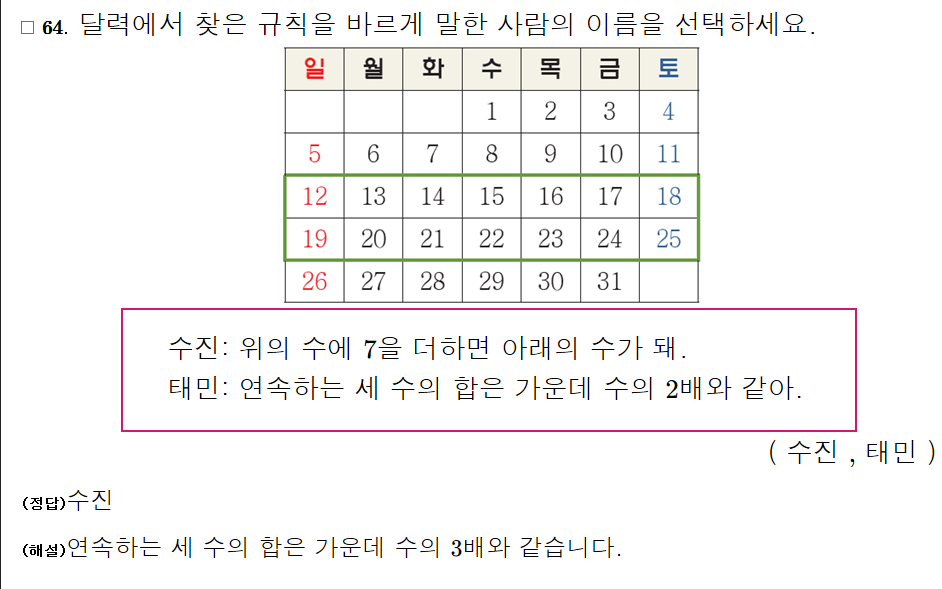 □ 64. 달력에서 찾은 규칙을 바르게 말한 사람의 이름을 선택하세요.
일 월 화 수 목 금 토
1 2 3 4
5 6 7 8 9 10 11
12 13 14 15 16 17 18
19 20 21 22 23 24 25
26 27 28 29 30 31
수진: 위의 수에 7을 더하면 아래의 수가 돼.
태민: 연속하는 세 수의 합은 가운데 수의 2배와 같아.
( 수진 , 태민 )
(정답)수진
(해설)연속하는 세 수의 합은 가운데 수의 3배와 같습니다.